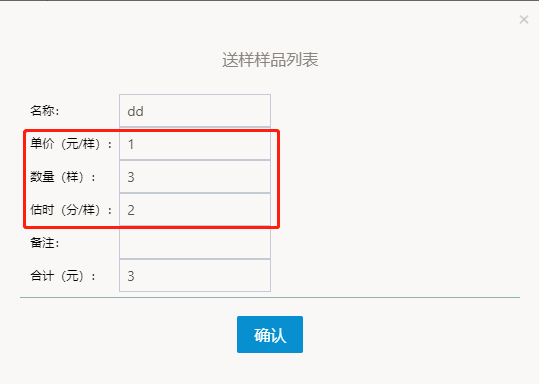 ×
送样样品列表
名称： dd
单价（元/样）： 1
数量（样）： 3
估时（分/样）： 2
备注：
合计（元）： 3
确认